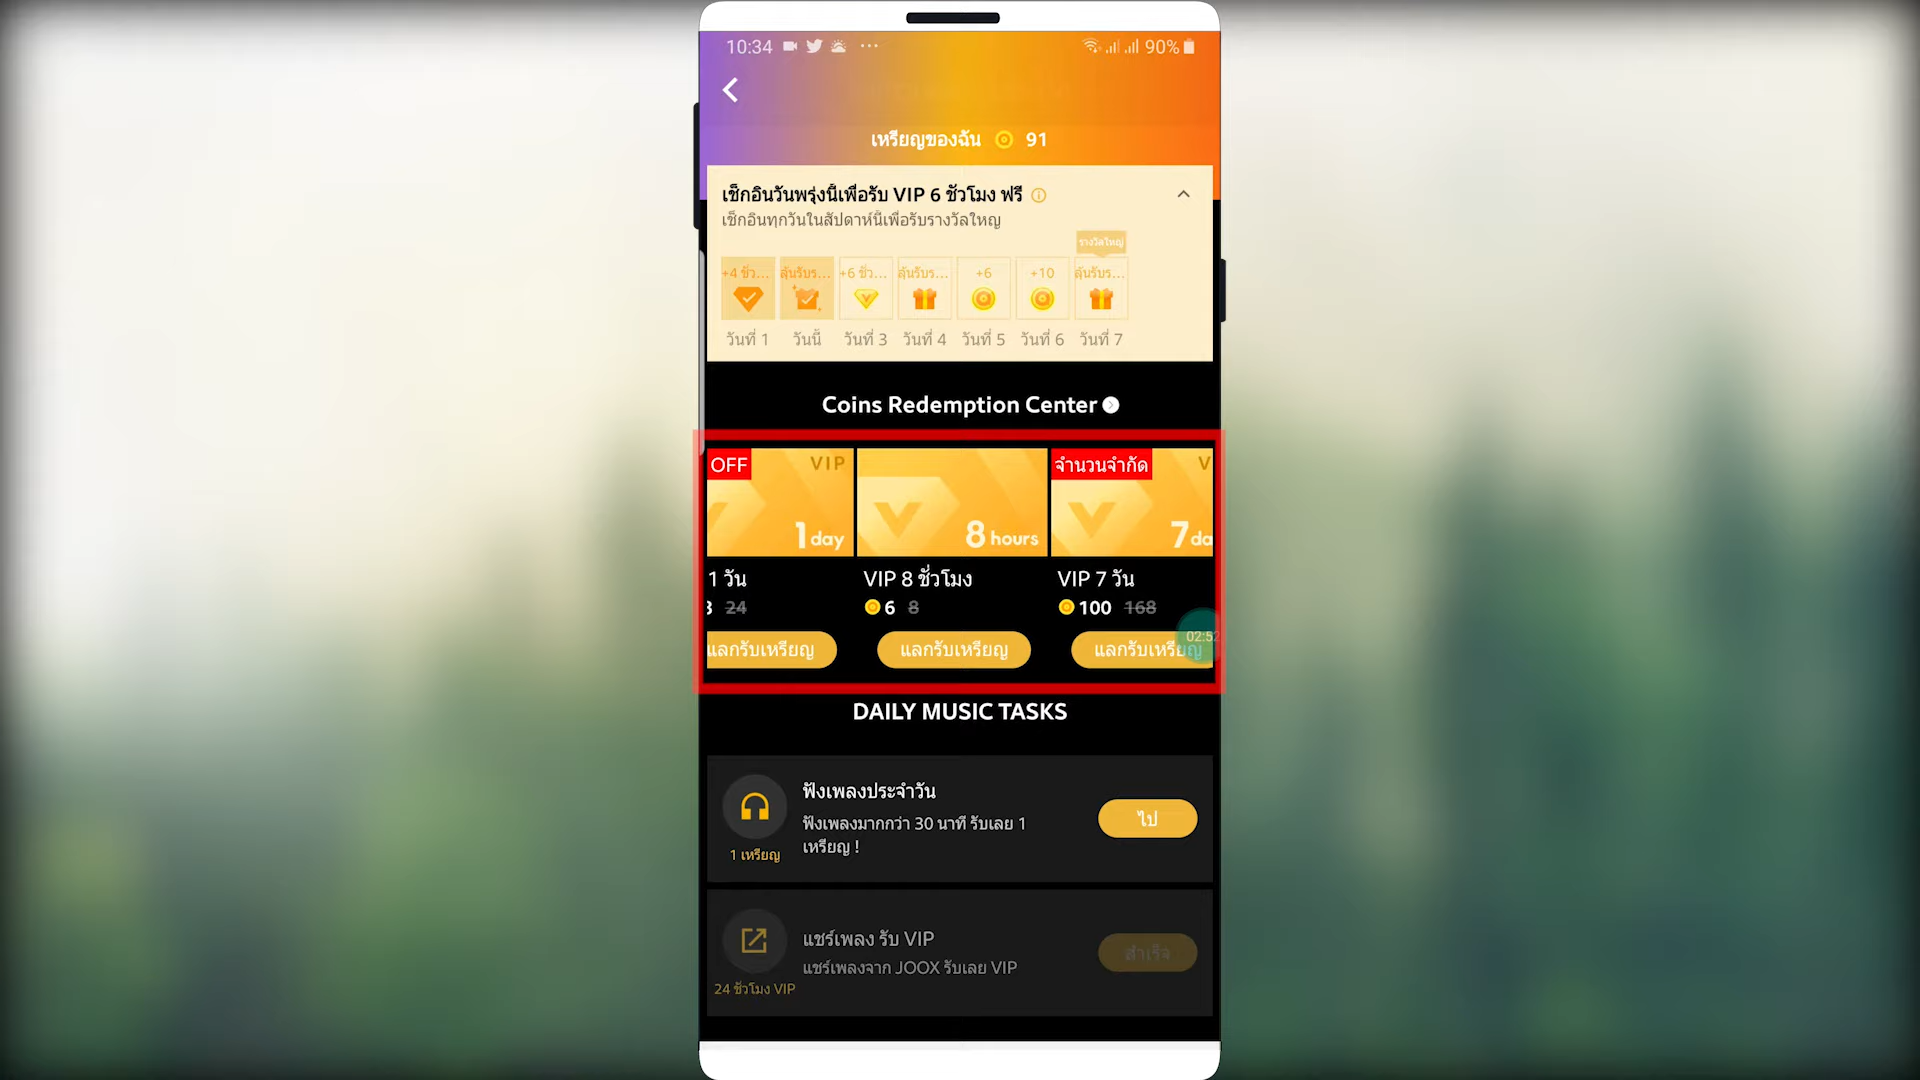 10:34 ... 90%
เหรียญของฉัน 91
เช็กอินวันพรุ่งนี้เพื่อรับ VIP 6 ชั่วโมง ฟรี
เช็กอินทุกวันในสัปดาห์นี้เพื่อรับรางวัลใหญ่
รางวัลใหญ่
+4 ชั่ว... ลุ้นรับร... +6 ชั่ว... ลุ้นรับร... +6 +10 ลุ้นรับร...
วันที่ 1 วันนี้ วันที่ 3 วันที่ 4 วันที่ 5 วันที่ 6 วันที่ 7
Coins Redemption Center
OFF VIP จำนวนจำกัด V
1 day 8 hours 7 da
1 วัน VIP 8 ชั่วโมง VIP 7 วัน
24 6 8 100 168
แลกรับเหรียญ แลกรับเหรียญ แลกรับเหรียญ
02:52
DAILY MUSIC TASKS
ฟังเพลงประจำวัน
ฟังเพลงมากกว่า 30 นาที รับเลย 1
เหรียญ !
ไป
1 เหรียญ
แชร์เพลง รับ VIP
แชร์เพลงจาก JOOX รับเลย VIP
สำเร็จ
24 ชั่วโมง VIP